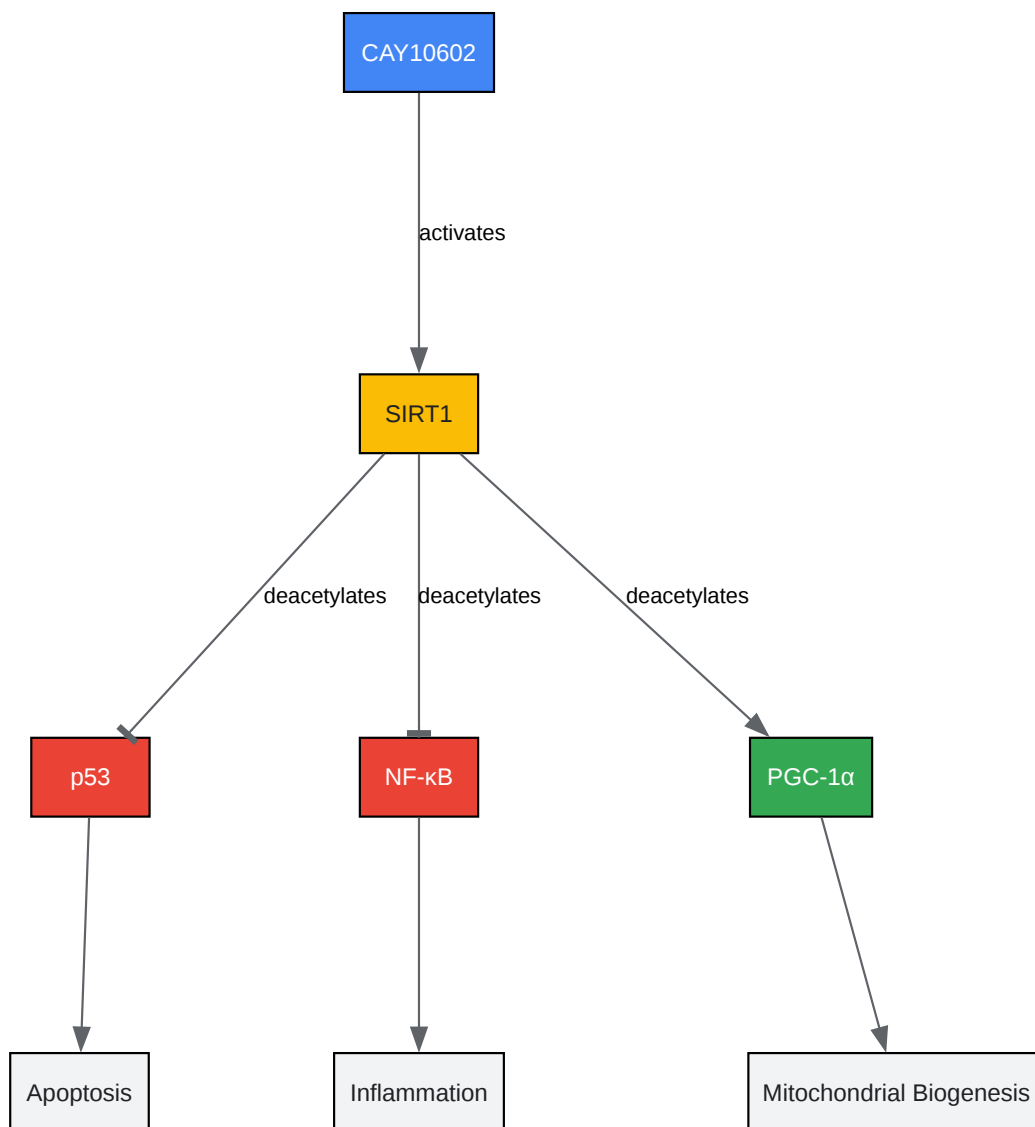 CAY10602
activates
SIRT1
deacetylates
deacetylates
deacetylates
p53
NF-κB
PGC-1α
Apoptosis
Inflammation
Mitochondrial Biogenesis